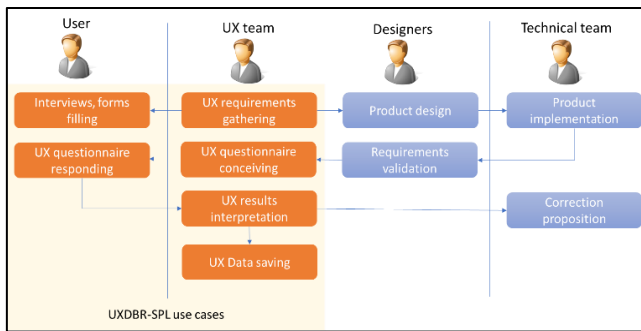 User
UX team
Designers
Technical team
Interviews, forms
filling
UX requirements
gathering
Product design
Product
implementation
UX questionnaire
responding
UX questionnaire
conceiving
Requirements
validation
UX results
interpretation
Correction
proposition
UX Data saving
UXDBR-SPL use cases